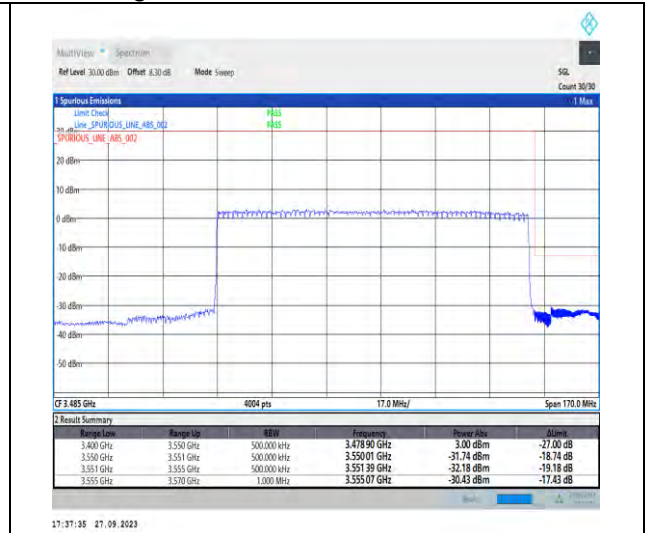 MultiView Spectrum
Ref Level 30.00 dBm Offset 8.30 dB Mode Sweep SGL
Count 30/30
1 Spurious Emissions 1 Max
Limit Check PASS
Line _SPURIOUS_LINE_ABS_002 PASS
SPURIOUS_LINE_ABS_002
20 dBm
10 dBm
0 dBm
-10 dBm
-20 dBm
-30 dBm
-40 dBm
-50 dBm
CF 3.485 GHz 4004 pts 17.0 MHz/ Span 170.0 MHz
2 Result Summary
Range Low Range Up RBW Frequency Power Abs ΔLimit
3.400 GHz 3.550 GHz 500.000 kHz 3.478 90 GHz 3.00 dBm -27.00 dB
3.550 GHz 3.551 GHz 500.000 kHz 3.550 01 GHz -31.74 dBm -18.74 dB
3.551 GHz 3.555 GHz 500.000 kHz 3.551 39 GHz -32.18 dBm -19.18 dB
3.555 GHz 3.570 GHz 1.000 MHz 3.555 07 GHz -30.43 dBm -17.43 dB
17:37:35 27.09.2023